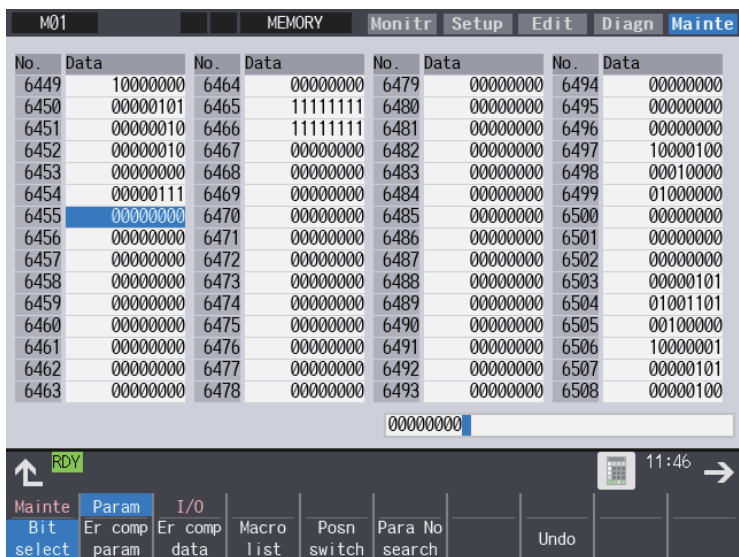 M01 MEMORY Monitr Setup Edit Diagn Mainte
No. Data No. Data No. Data No. Data
6449 10000000 6464 00000000 6479 00000000 6494 00000000
6450 00000101 6465 11111111 6480 00000000 6495 00000000
6451 00000010 6466 11111111 6481 00000000 6496 00000000
6452 00000010 6467 00000000 6482 00000000 6497 10000100
6453 00000000 6468 00000000 6483 00000000 6498 00010000
6454 00000111 6469 00000000 6484 00000000 6499 01000000
6455 00000000 6470 00000000 6485 00000000 6500 00000000
6456 00000000 6471 00000000 6486 00000000 6501 00000000
6457 00000000 6472 00000000 6487 00000000 6502 00000000
6458 00000000 6473 00000000 6488 00000000 6503 00000101
6459 00000000 6474 00000000 6489 00000000 6504 01001101
6460 00000000 6475 00000000 6490 00000000 6505 00100000
6461 00000000 6476 00000000 6491 00000000 6506 10000001
6462 00000000 6477 00000000 6492 00000000 6507 00000101
6463 00000000 6478 00000000 6493 00000000 6508 00000100
00000000
RDY 11:46
Mainte Param I/O
Bit Er comp Er comp Macro Posn Para No Undo
select param data list switch search